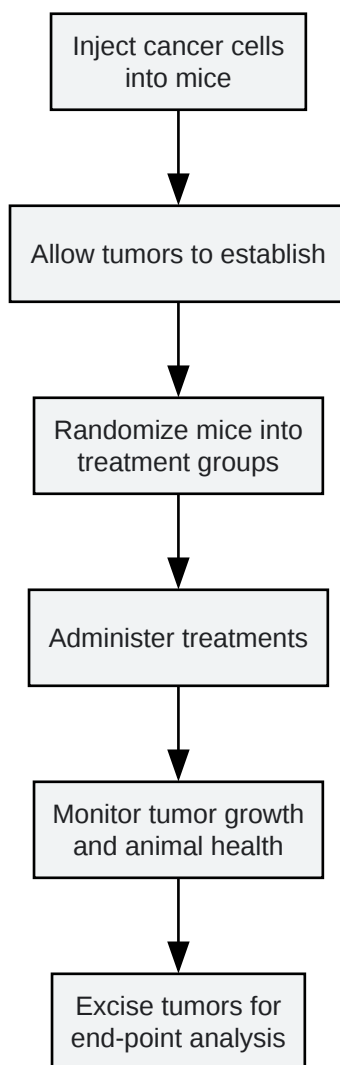 Inject cancer cells
into mice
Allow tumors to establish
Randomize mice into
treatment groups
Administer treatments
Monitor tumor growth
and animal health
Excise tumors for
end-point analysis